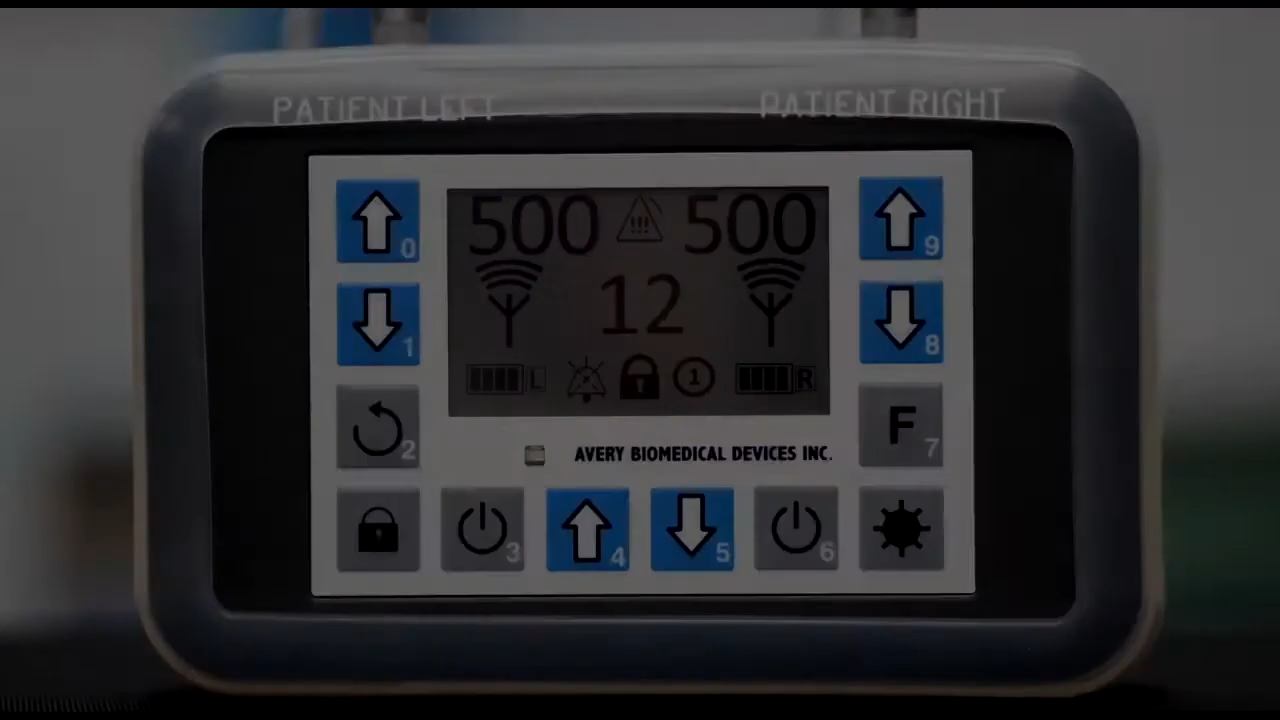 PATIENT LEFT PATIENT RIGHT
0 500 500 9
1 12 8
L 1 R
2 AVERY BIOMEDICAL DEVICES INC. F 7
3 4 5 6